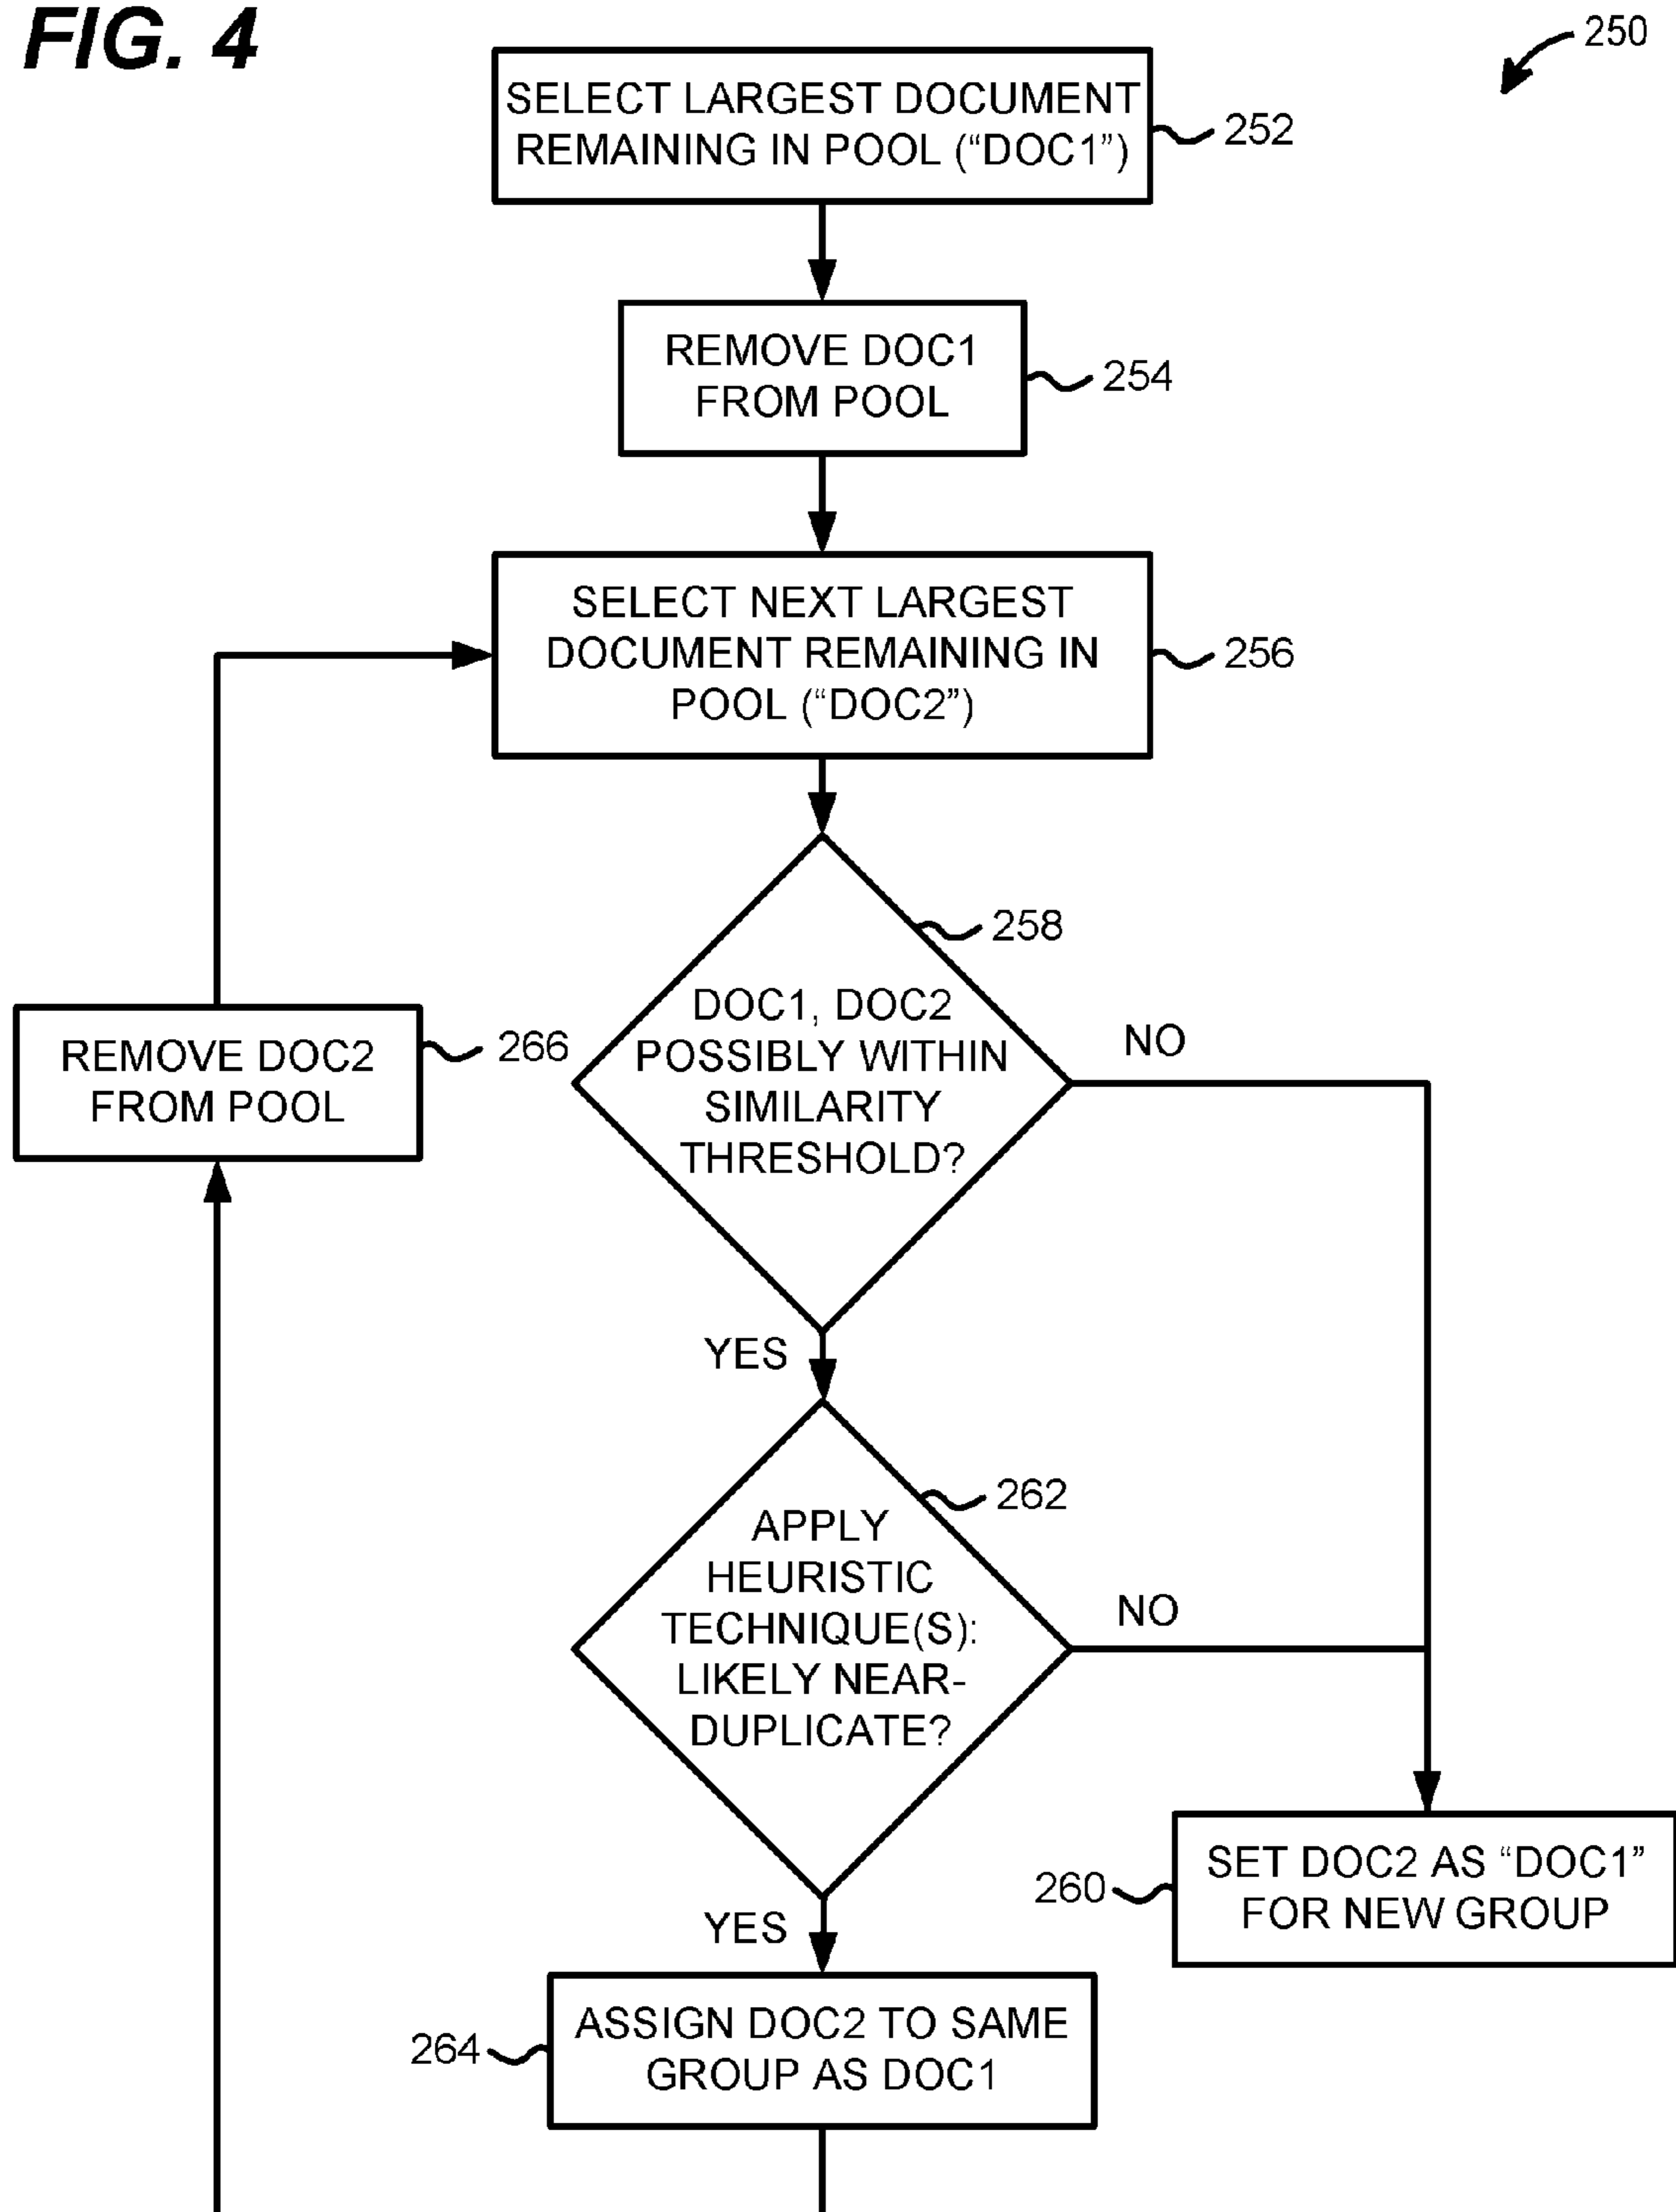 FIG. 4
250
SELECT LARGEST DOCUMENT
REMAINING IN POOL (“DOC1”)
252
REMOVE DOC1
FROM POOL
254
SELECT NEXT LARGEST
DOCUMENT REMAINING IN
POOL (“DOC2”)
256
258
DOC1, DOC2
POSSIBLY WITHIN
SIMILARITY
THRESHOLD?
NO
REMOVE DOC2
FROM POOL
266
YES
262
APPLY
HEURISTIC
TECHNIQUE(S):
LIKELY NEAR-
DUPLICATE?
NO
260
SET DOC2 AS “DOC1”
FOR NEW GROUP
YES
264
ASSIGN DOC2 TO SAME
GROUP AS DOC1